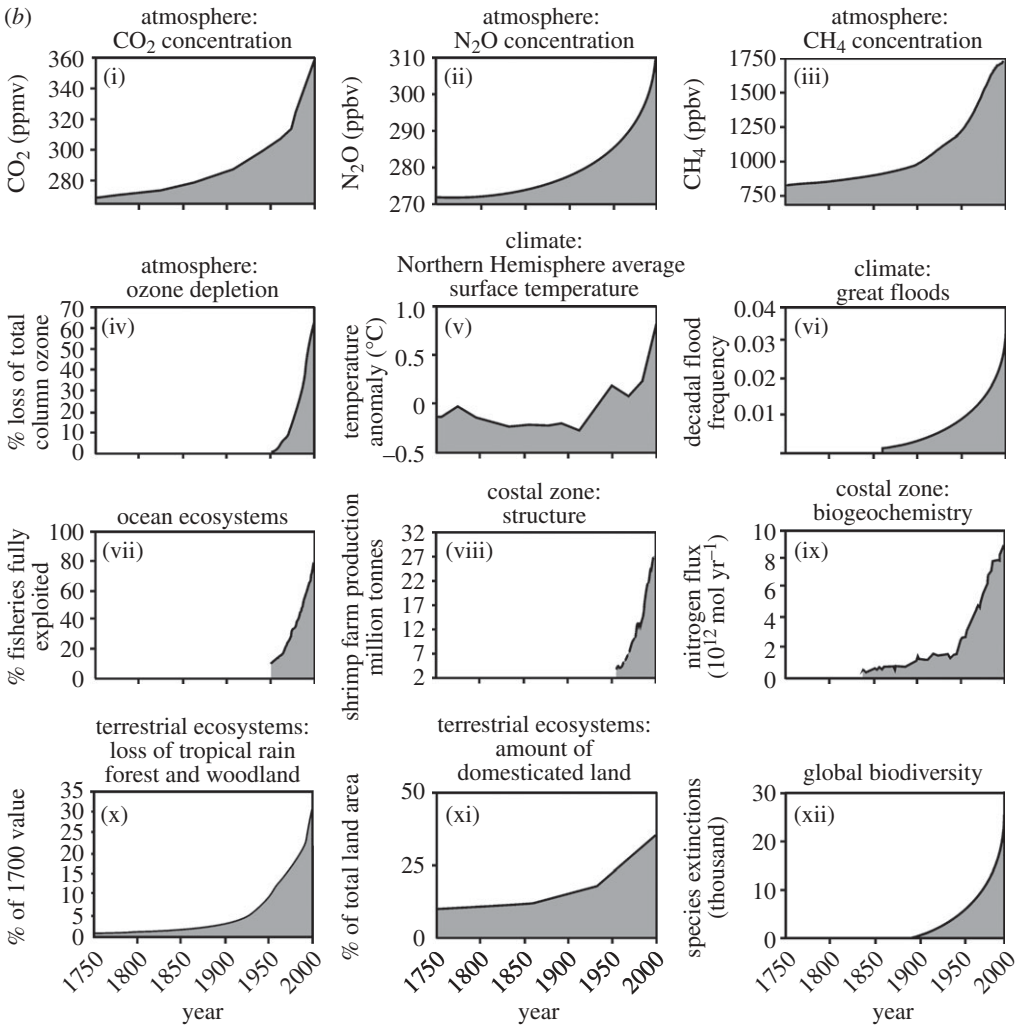 (b)
atmosphere:
CO₂ concentration
CO₂ (ppmv)
360
340
320
300
280
(i)
atmosphere:
N₂O concentration
N₂O (ppbv)
310
300
290
280
270
(ii)
atmosphere:
CH₄ concentration
CH₄ (ppbv)
1750
1500
1250
1000
750
(iii)
atmosphere:
ozone depletion
% loss of total
column ozone
70
60
50
40
30
20
10
0
(iv)
climate:
Northern Hemisphere average
surface temperature
temperature
anomaly (°C)
1.0
0.5
0
–0.5
(v)
climate:
great floods
decadal flood
frequency
0.04
0.03
0.02
0.01
(vi)
ocean ecosystems
% fisheries fully
exploited
100
80
60
40
20
0
(vii)
costal zone:
structure
shrimp farm production
million tonnes
32
27
22
17
12
7
2
(viii)
costal zone:
biogeochemistry
nitrogen flux
(10¹² mol yr⁻¹)
10
8
6
4
2
0
(ix)
terrestrial ecosystems:
loss of tropical rain
forest and woodland
% of 1700 value
35
30
25
20
15
10
5
0
(x)
1750 1800 1850 1900 1950 2000
year
terrestrial ecosystems:
amount of
domesticated land
% of total land area
50
25
0
(xi)
1750 1800 1850 1900 1950 2000
year
global biodiversity
species extinctions
(thousand)
30
20
10
0
(xii)
1750 1800 1850 1900 1950 2000
year